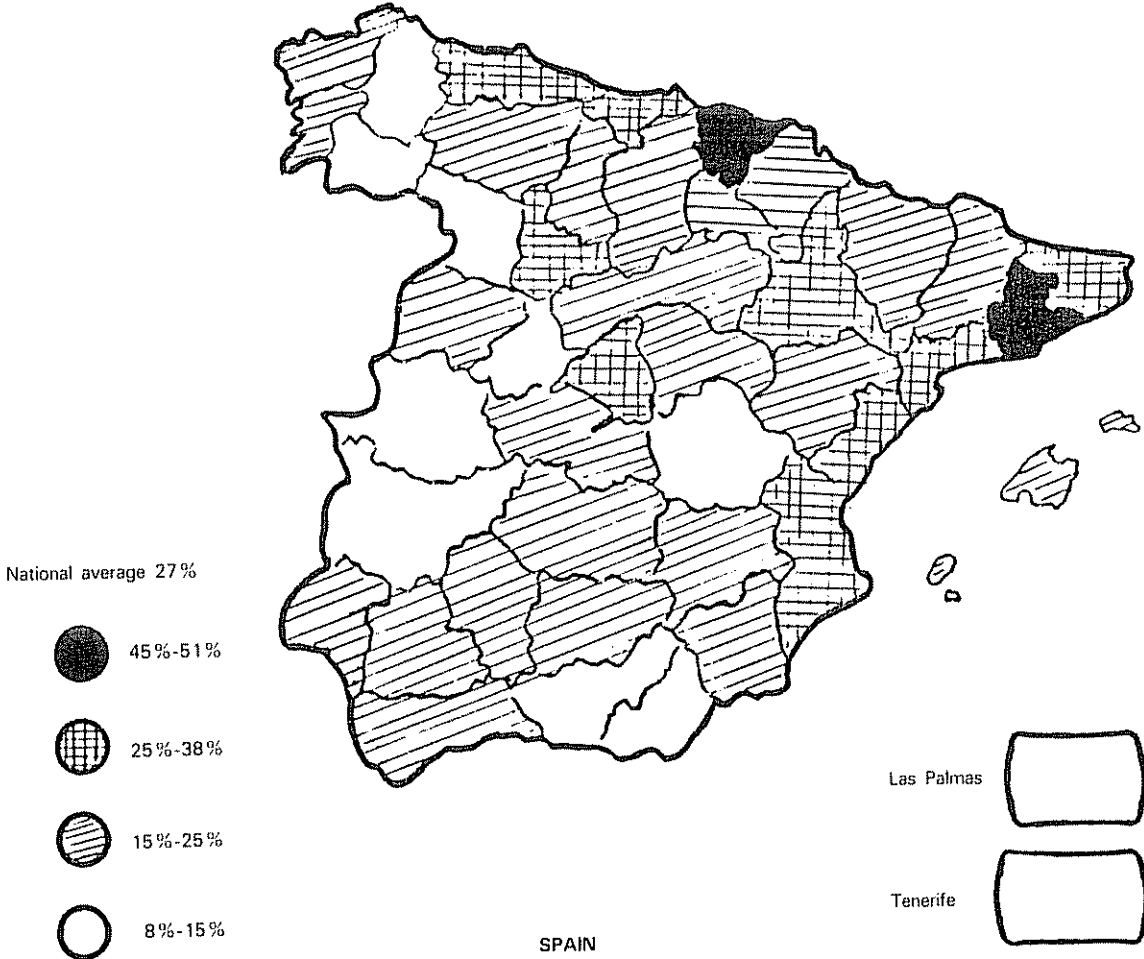 National average 27%
45%-51%
25%-38%
15%-25%
8%-15%
Las Palmas
Tenerife
SPAIN